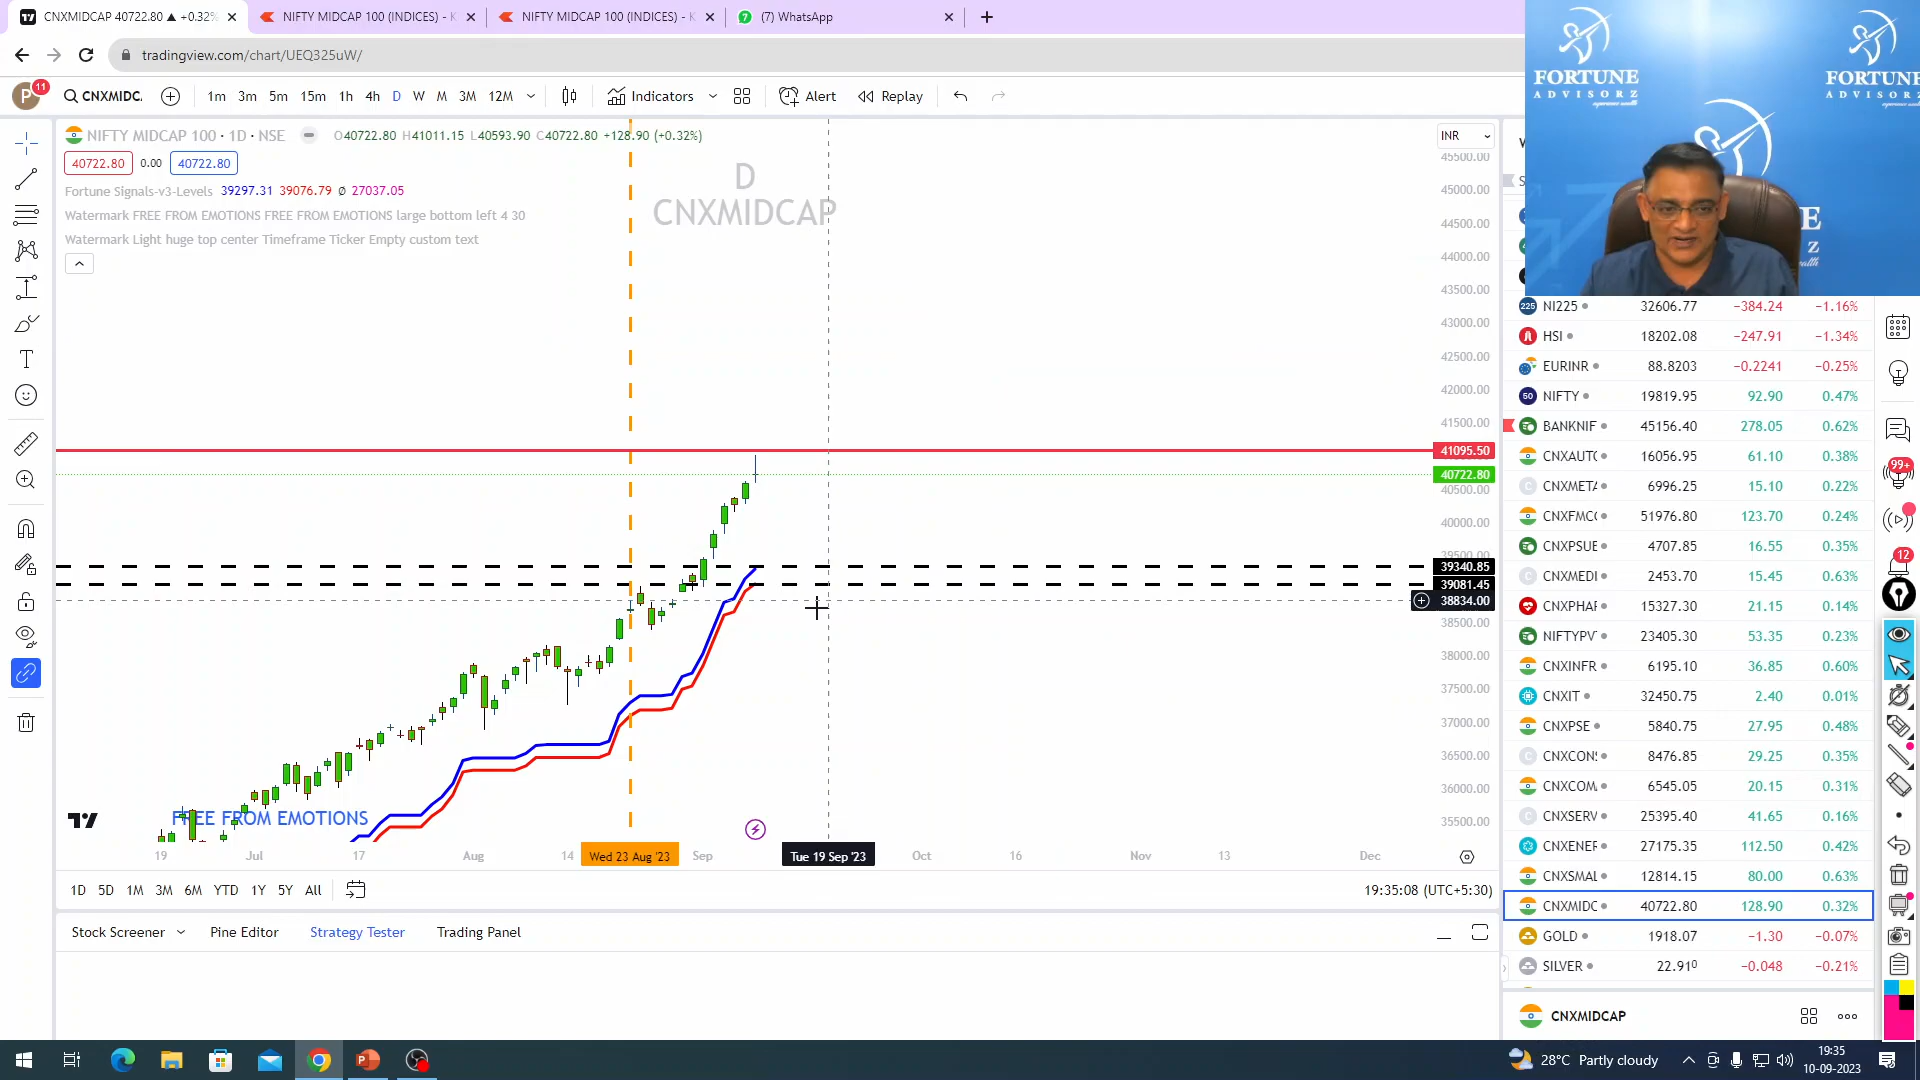 CNXMIDCAP 40722.80 ▲ +0.32%
NIFTY MIDCAP 100 (INDICES) - K
NIFTY MIDCAP 100 (INDICES) - K
(7) WhatsApp
tradingview.com/chart/UEQ325uW/
P 11
CNXMIDC. 1m 3m 5m 15m 1h 4h D W M 3M 12M Indicators Alert Replay
NIFTY MIDCAP 100 · 1D · NSE O40722.80 H41011.15 L40593.90 C40722.80 +128.90 (+0.32%)
INR
40722.80 0.00 40722.80
Fortune Signals-v3-Levels 39297.31 39076.79 Ø 27037.05
Watermark FREE FROM EMOTIONS FREE FROM EMOTIONS large bottom left 4 30
Watermark Light huge top center Timeframe Ticker Empty custom text
D
CNXMIDCAP
45500.00
45000.00
44500.00
44000.00
43500.00
43000.00
42500.00
42000.00
41500.00
41095.50
40722.80
40500.00
40000.00
39500.00
39340.85
39081.45
38834.00
38500.00
38000.00
37500.00
37000.00
36500.00
36000.00
35500.00
FREE FROM EMOTIONS
19 Jul 17 Aug 14 Wed 23 Aug '23 Sep Tue 19 Sep '23 Oct 16 Nov 13 Dec
1D 5D 1M 3M 6M YTD 1Y 5Y All
19:35:08 (UTC+5:30)
Stock Screener Pine Editor Strategy Tester Trading Panel
FORTUNE
ADVISORZ
experience wealth
FORTUNE
ADVISORZ
experience wealth
NI225 32606.77 −384.24 −1.16%
HSI 18202.08 −247.91 −1.34%
EURINR 88.8203 −0.2241 −0.25%
NIFTY 19819.95 92.90 0.47%
BANKNIF 45156.40 278.05 0.62%
CNXAUT( 16056.95 61.10 0.38%
CNXMETA 6996.25 15.10 0.22%
CNXFMC( 51976.80 123.70 0.24%
CNXPSUE 4707.85 16.55 0.35%
CNXMEDI 2453.70 15.45 0.63%
CNXPHAF 15327.30 21.15 0.14%
NIFTYPV' 23405.30 53.35 0.23%
CNXINFR 6195.10 36.85 0.60%
CNXIT 32450.75 2.40 0.01%
CNXPSE 5840.75 27.95 0.48%
CNXCON: 8476.85 29.25 0.35%
CNXCOM, 6545.05 20.15 0.31%
CNXSERV 25395.40 41.65 0.16%
CNXENEF 27175.35 112.50 0.42%
CNXSMAL 12814.15 80.00 0.63%
CNXMIDC 40722.80 128.90 0.32%
GOLD 1918.07 −1.30 −0.07%
SILVER 22.910 −0.048 −0.21%
CNXMIDCAP
99+
12
28°C Partly cloudy
19:35
10-09-2023